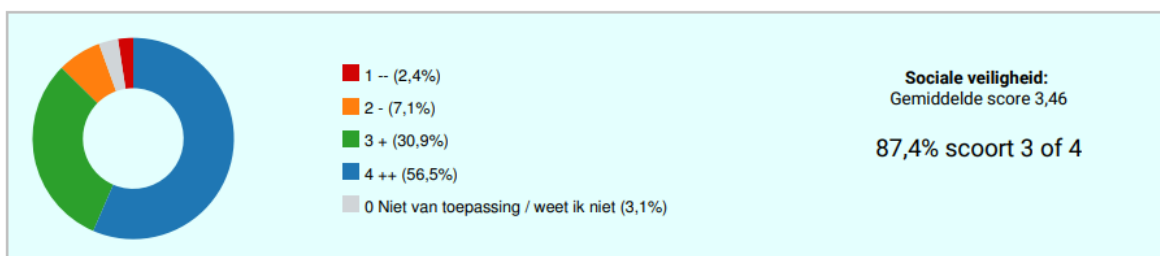 1 -- (2,4%)
2 - (7,1%)
3 + (30,9%)
4 ++ (56,5%)
0 Niet van toepassing / weet ik niet (3,1%)
Sociale veiligheid:
Gemiddelde score 3,46
87,4% scoort 3 of 4